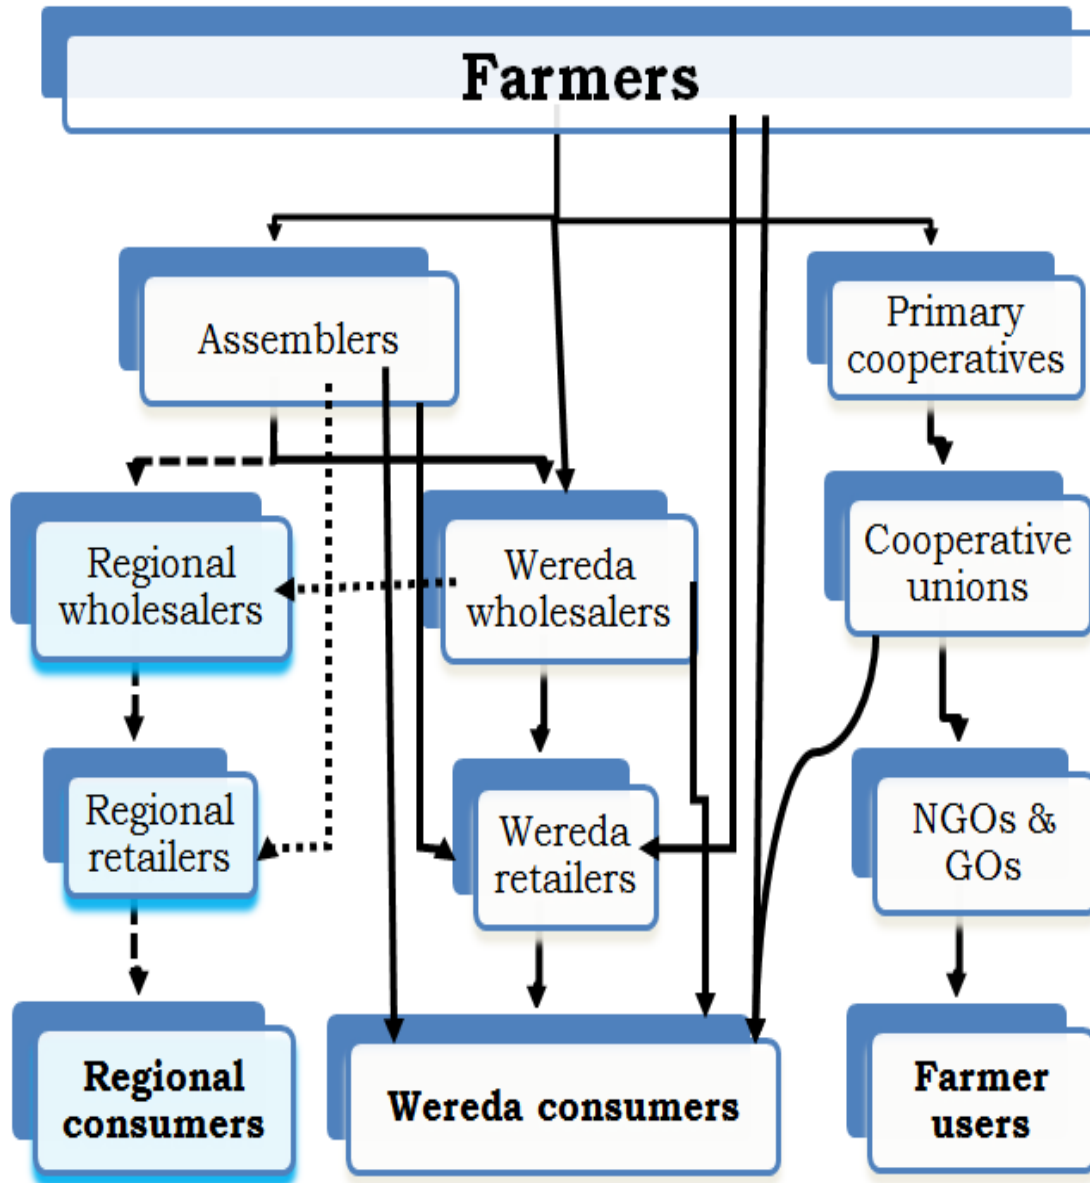 Farmers
Assemblers
Primary
cooperatives
Regional
wholesalers
Wereda
wholesalers
Cooperative
unions
Regional
retailers
Wereda
retailers
NGOs &
GOs
Regional
consumers
Wereda consumers
Farmer
users